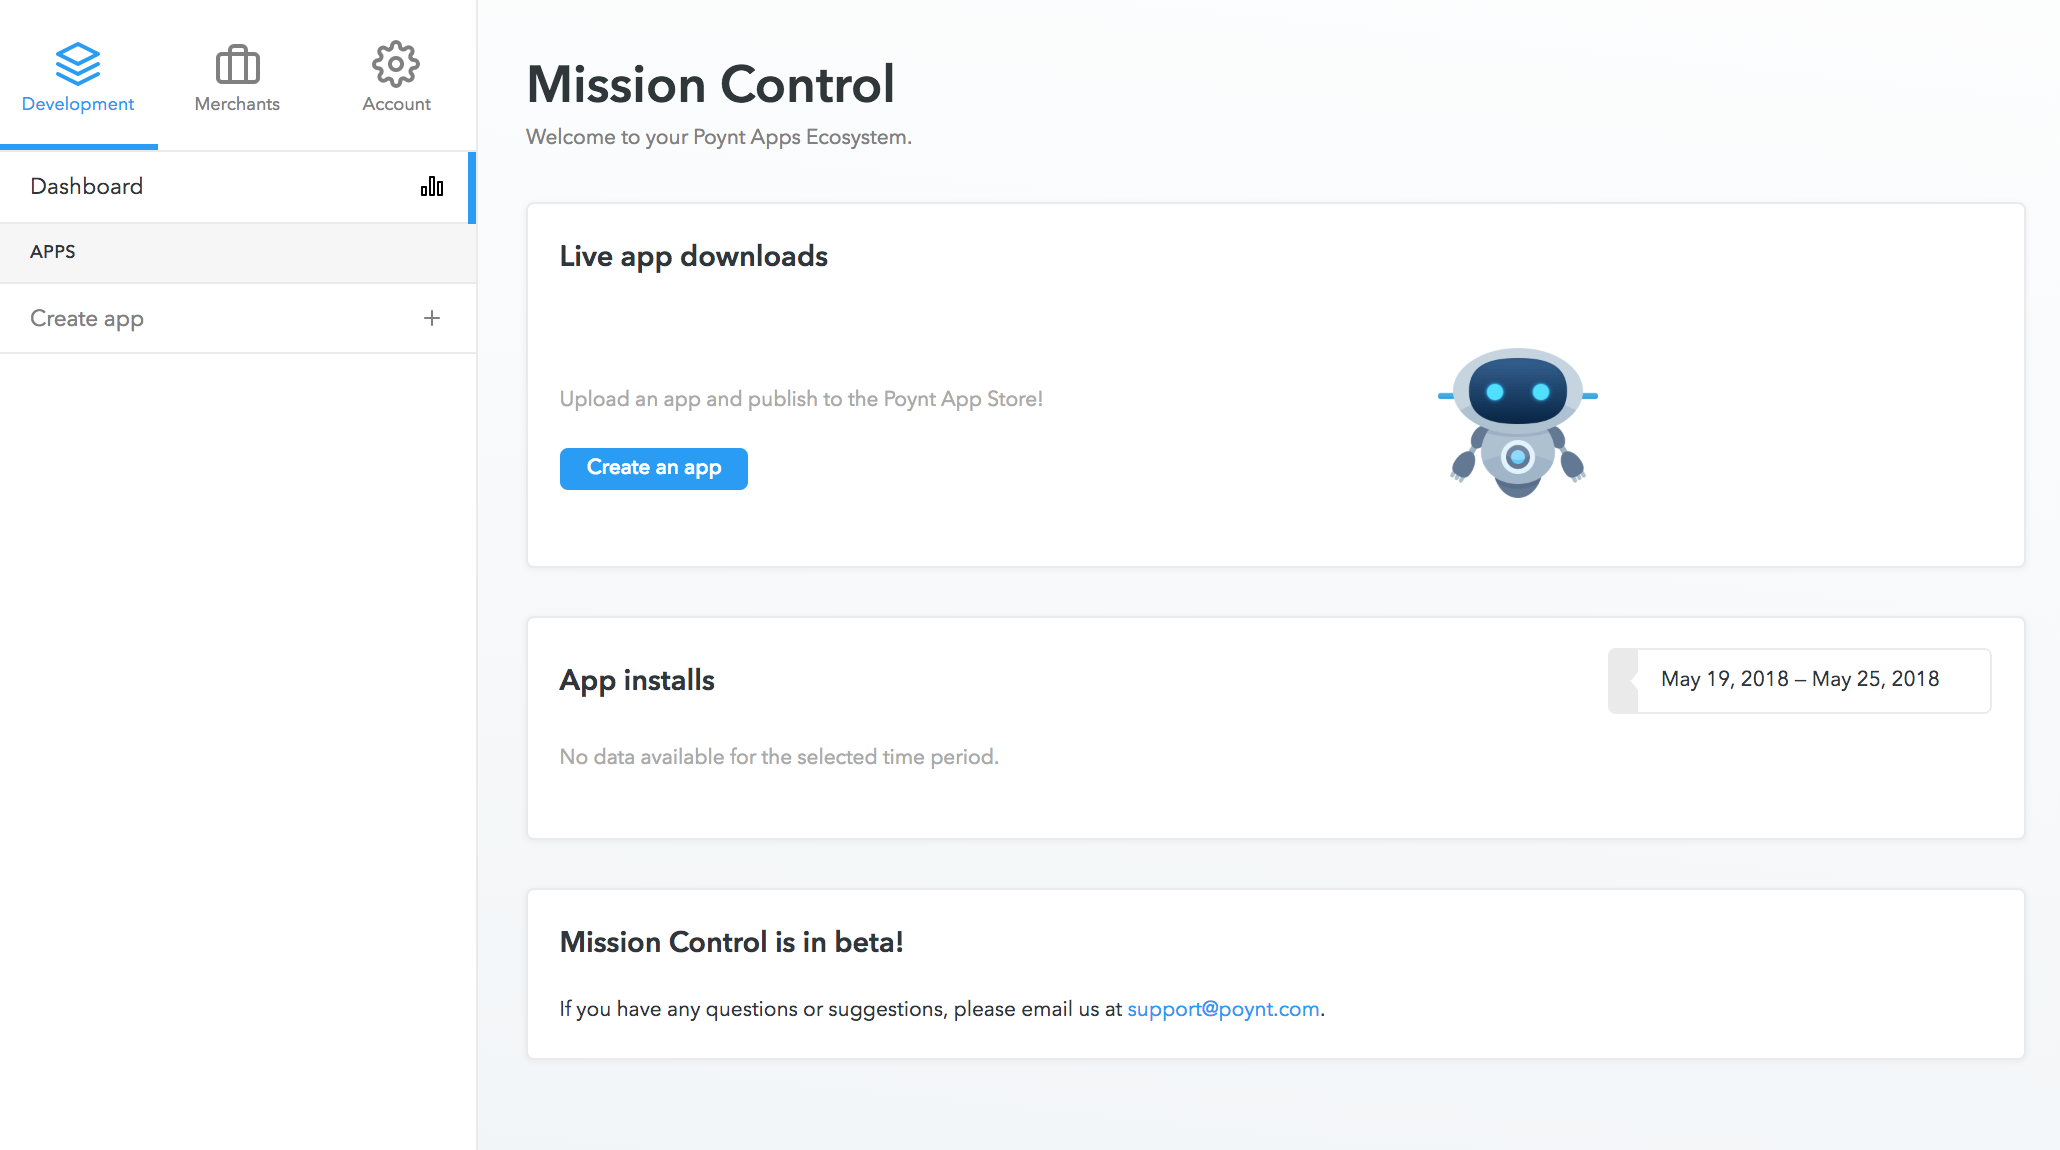 Development
Merchants
Account
Dashboard
APPS
Create app
Mission Control
Welcome to your Poynt Apps Ecosystem.
Live app downloads
Upload an app and publish to the Poynt App Store!
Create an app
App installs
May 19, 2018 – May 25, 2018
No data available for the selected time period.
Mission Control is in beta!
If you have any questions or suggestions, please email us at support@poynt.com.